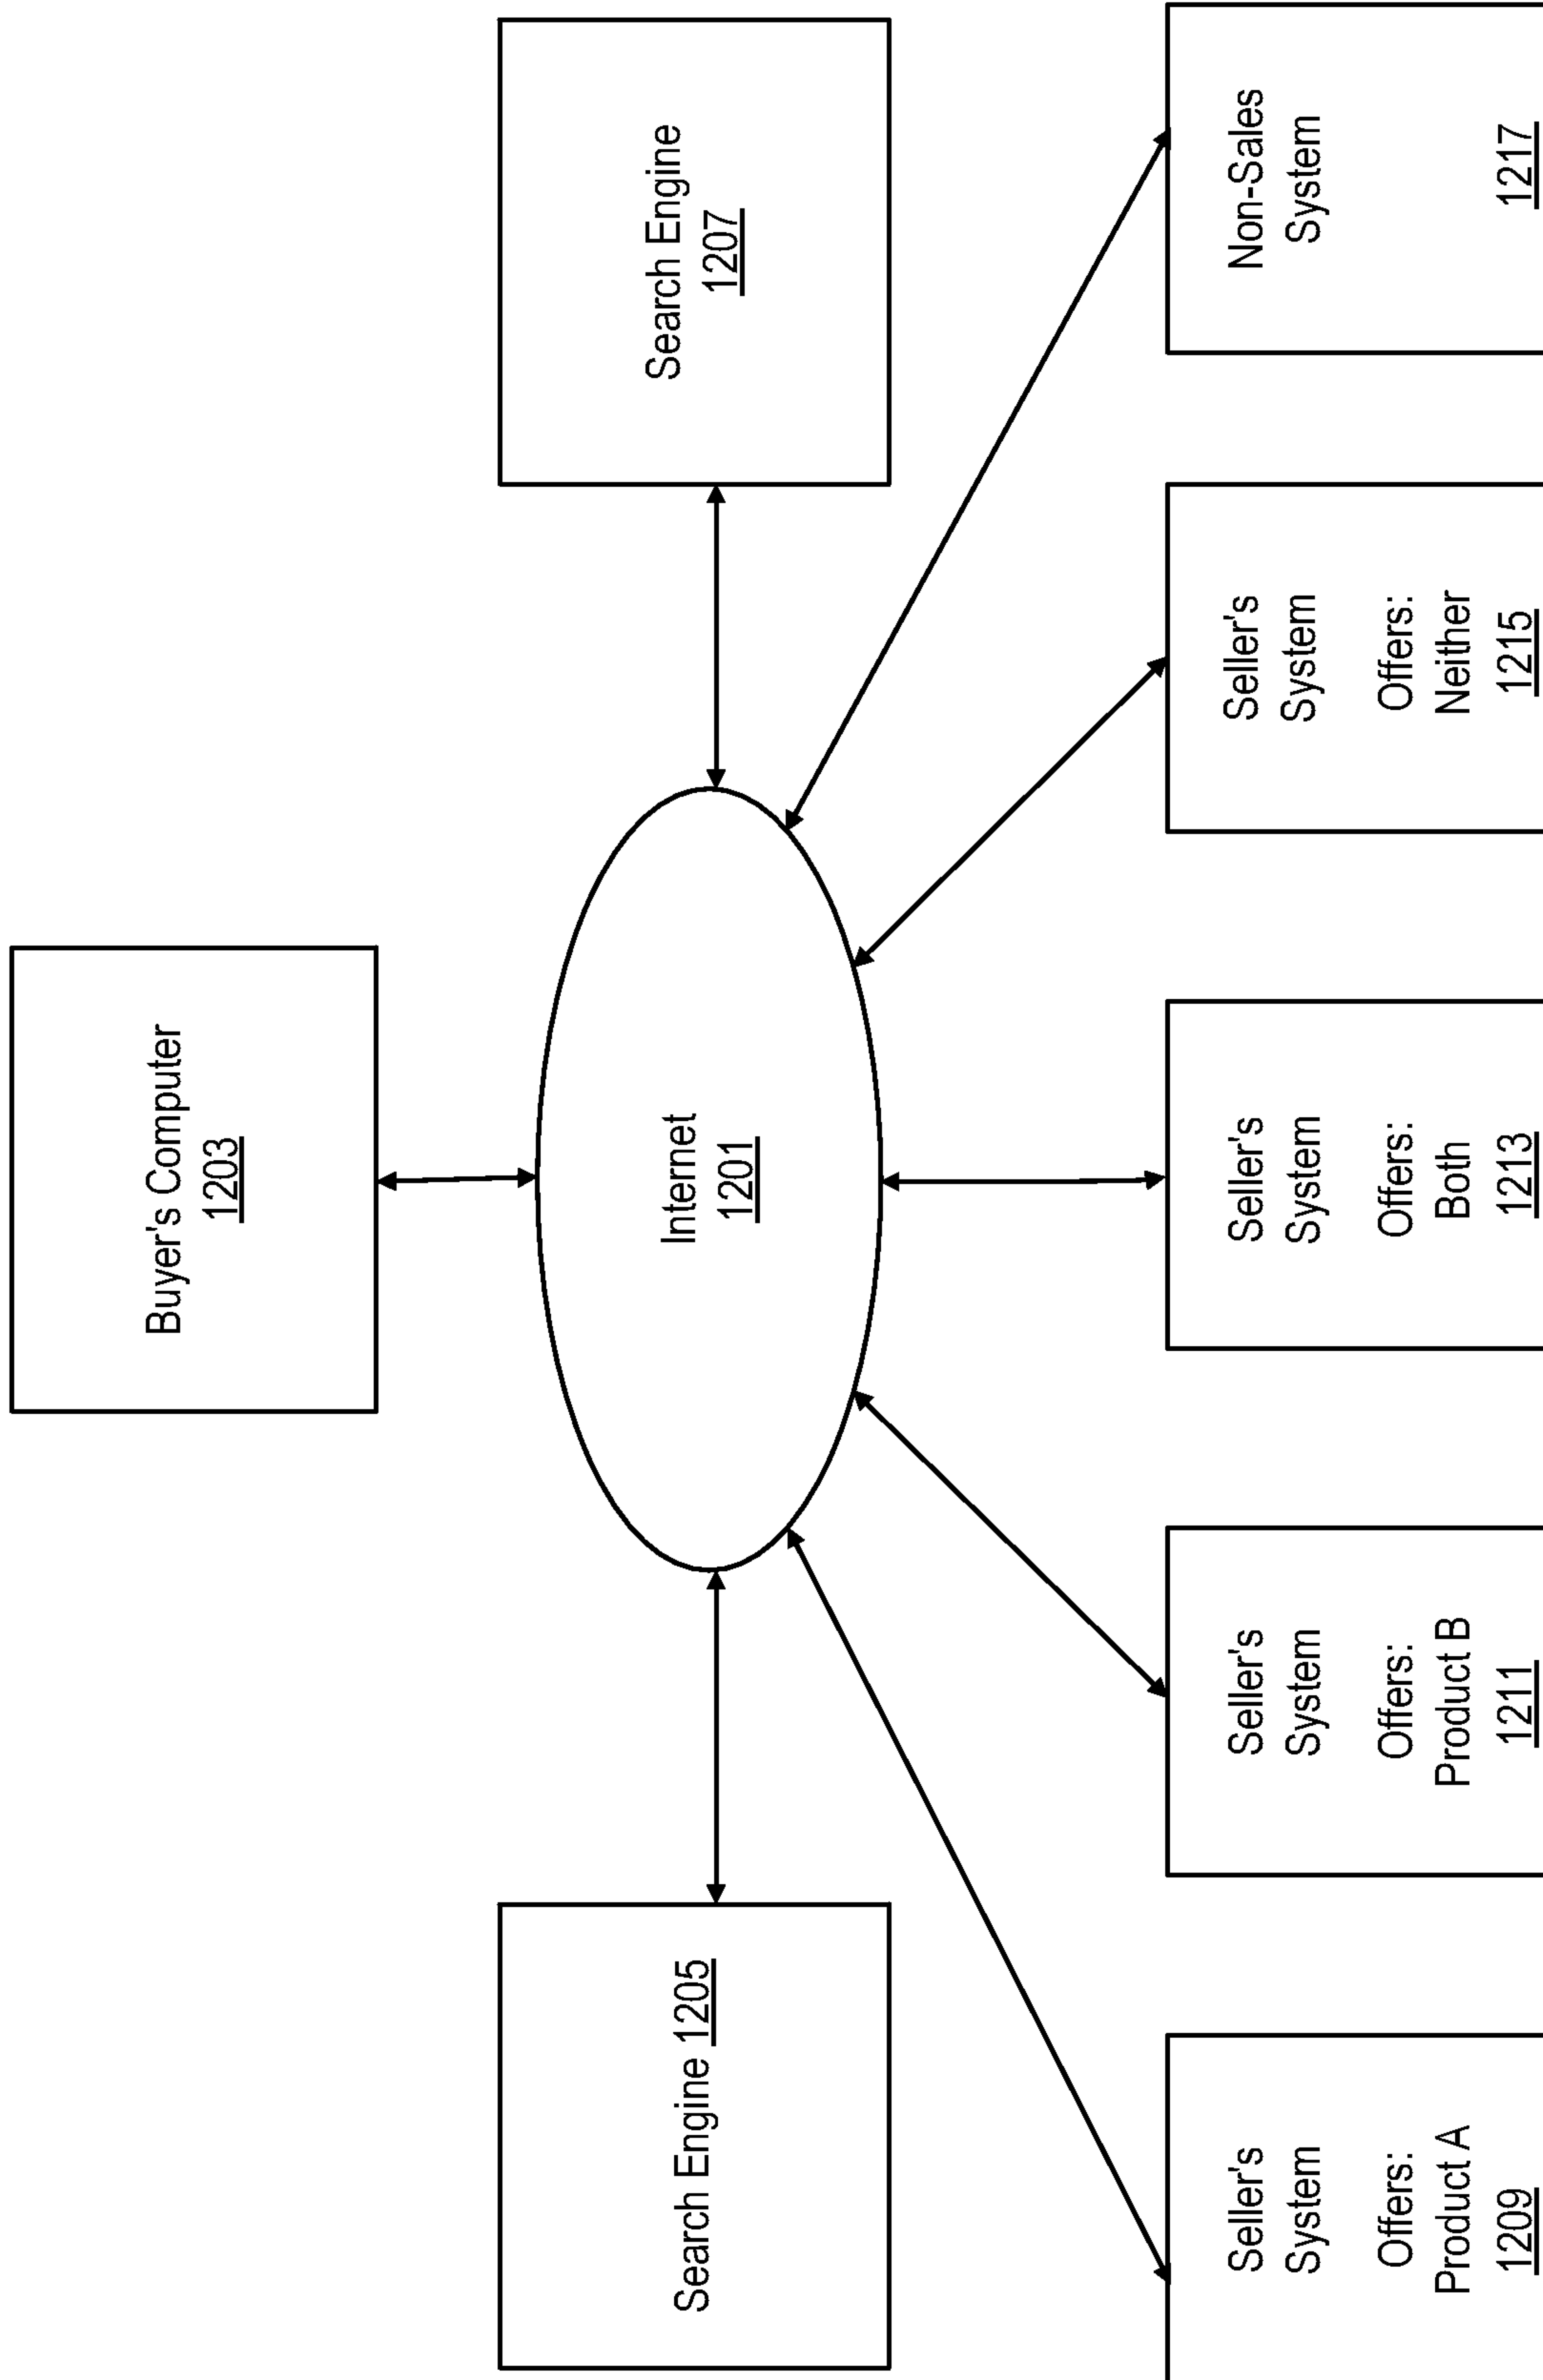 Buyer's Computer
1203
Search Engine 1205
Internet
1201
Search Engine
1207
Seller's
System
Offers:
Product A
1209
Seller's
System
Offers:
Product B
1211
Seller's
System
Offers:
Both
1213
Seller's
System
Offers:
Neither
1215
Non-Sales
System
1217